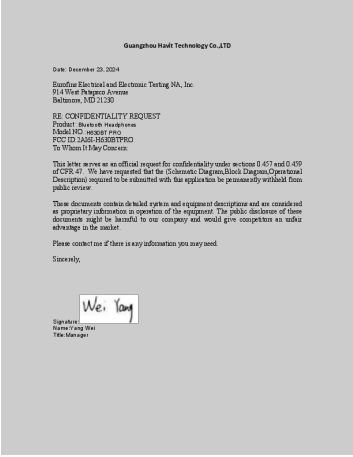 Guangzhou Havit Technology Co.,LTD
Date: December 23, 2024
Eurofins Electrical and Electronic Testing NA, Inc.
914 West Patapsco Avenue
Baltimore, MD 21230
RE: CONFIDENTIALITY REQUEST
Product: Bluetooth Headphones
Model NO.: H630BT PRO
FCC ID: 2AI6I-H630BTPRO
To Whom It May Concern:
This letter serves as an official request for confidentiality under sections 0.457 and 0.459
of CFR 47. We have requested that the (Schematic Diagram,Block Diagram,Operational
Description) required to be submitted with this application be permanently withheld from
public review.
These documents contain detailed system and equipment descriptions and are considered
as proprietary information in operation of the equipment. The public disclosure of these
documents might be harmful to our company and would give competitors an unfair
advantage in the market.
Please contact me if there is any information you may need.
Sincerely,
Wei Yang
Signature:
Name:Yang Wei
Title:Manager